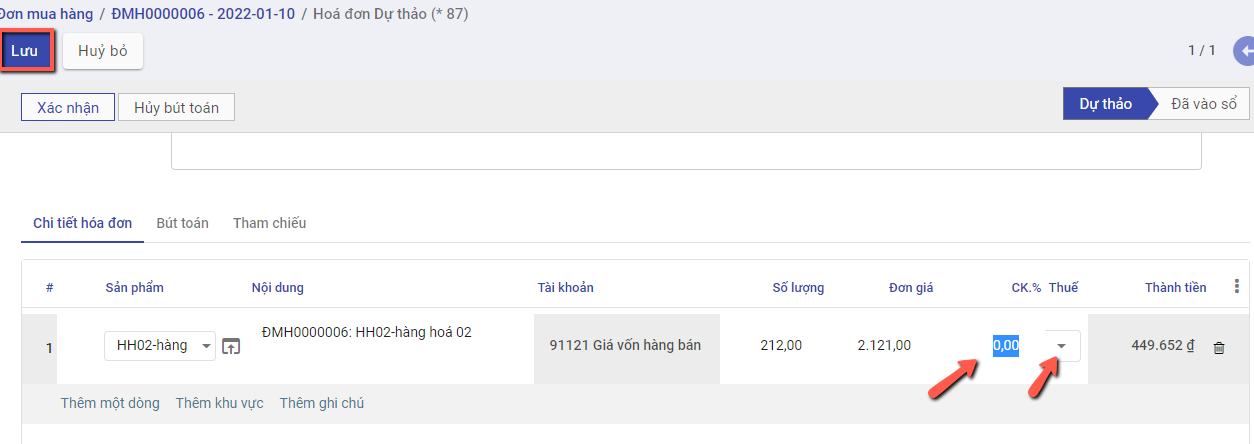 Đơn mua hàng / ĐMH0000006 - 2022-01-10 / Hoá đơn Dự thảo (* 87)
Lưu Huỷ bỏ 1 / 1
Xác nhận Hủy bút toán Dự thảo Đã vào sổ
Chi tiết hóa đơn Bút toán Tham chiếu
# Sản phẩm Nội dung Tài khoản Số lượng Đơn giá CK.% Thuế Thành tiền
1 HH02-hàng ĐMH0000006: HH02-hàng hoá 02 91121 Giá vốn hàng bán 212,00 2.121,00 0,00 449.652 ₫
Thêm một dòng Thêm khu vực Thêm ghi chú